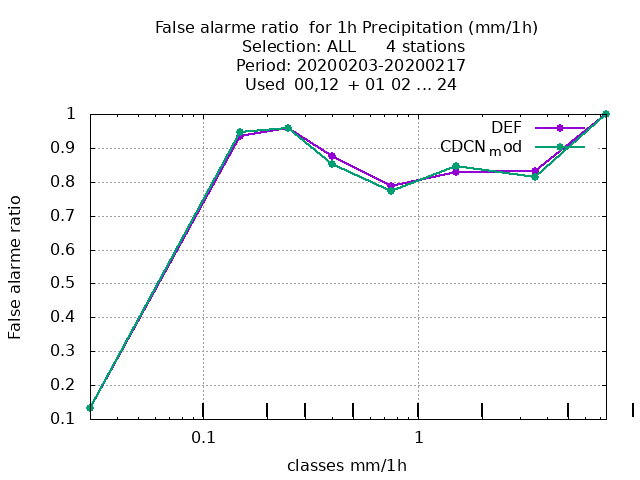 False alarme ratio  for 1h Precipitation (mm/1h)
Selection: ALL      4 stations
Period: 20200203-20200217
Used  00,12  + 01 02 ... 24
DEF
CDCN_mod
1
0.9
0.8
0.7
0.6
0.5
0.4
0.3
0.2
0.1
False alarme ratio
0.1
1
classes mm/1h